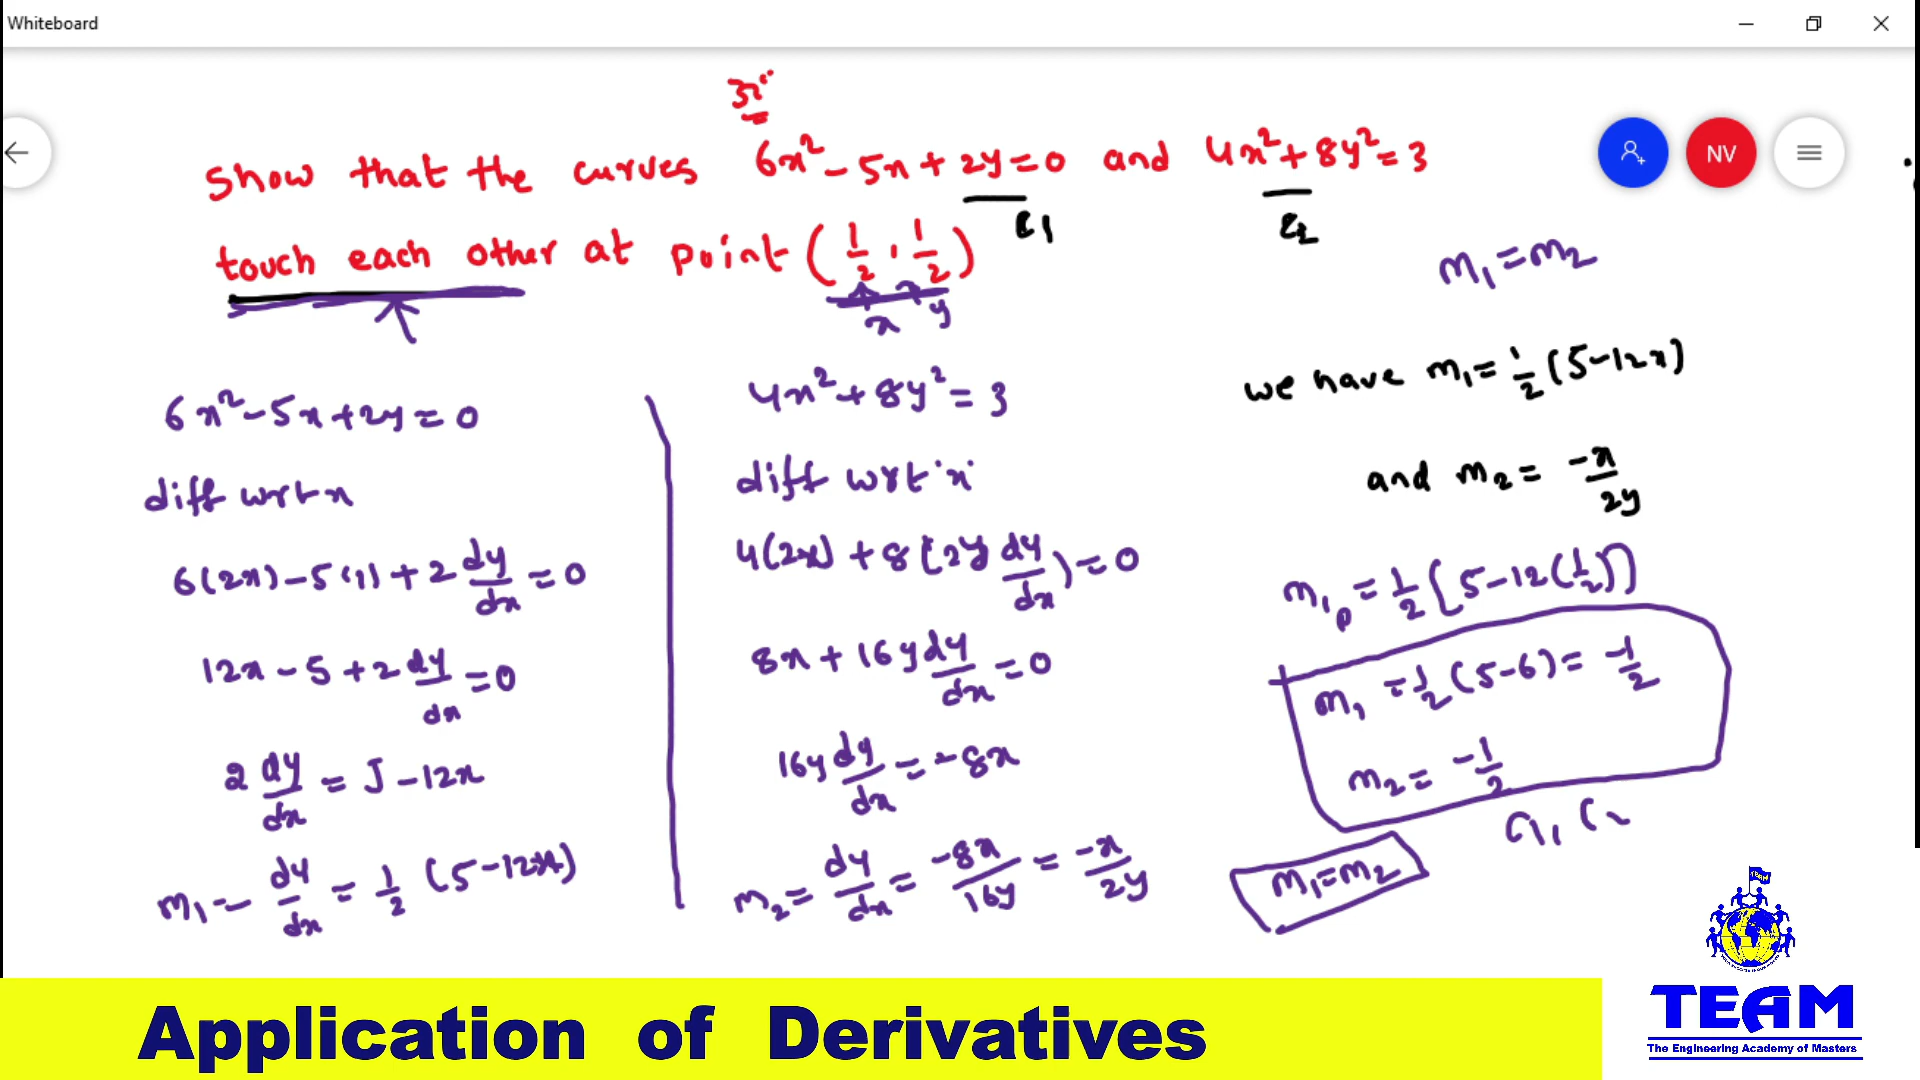 Whiteboard
3M
Show that the curves 6x² - 5x + 2y = 0 and 4x² + 8y² = 3
C1
C2
touch each other at point (1/2, 1/2)
x y
NV
6x² - 5x + 2y = 0
diff wrt x
6(2x) - 5(1) + 2 dy/dx = 0
12x - 5 + 2 dy/dx = 0
2 dy/dx = 5 - 12x
m1 = dy/dx = 1/2 (5 - 12x)
4x² + 8y² = 3
diff wrt 'x'
4(2x) + 8(2y dy/dx) = 0
8x + 16y dy/dx = 0
16y dy/dx = -8x
m2 = dy/dx = -8x/16y = -x/2y
m1 = m2
we have m1 = 1/2 (5 - 12x)
and m2 = -x/2y
m1p = 1/2 [5 - 12(1/2)]
m1 = 1/2 (5 - 6) = -1/2
m2 = -1/2
C1, C2
m1 = m2
Application of Derivatives
TEAM
The Engineering Academy of Masters